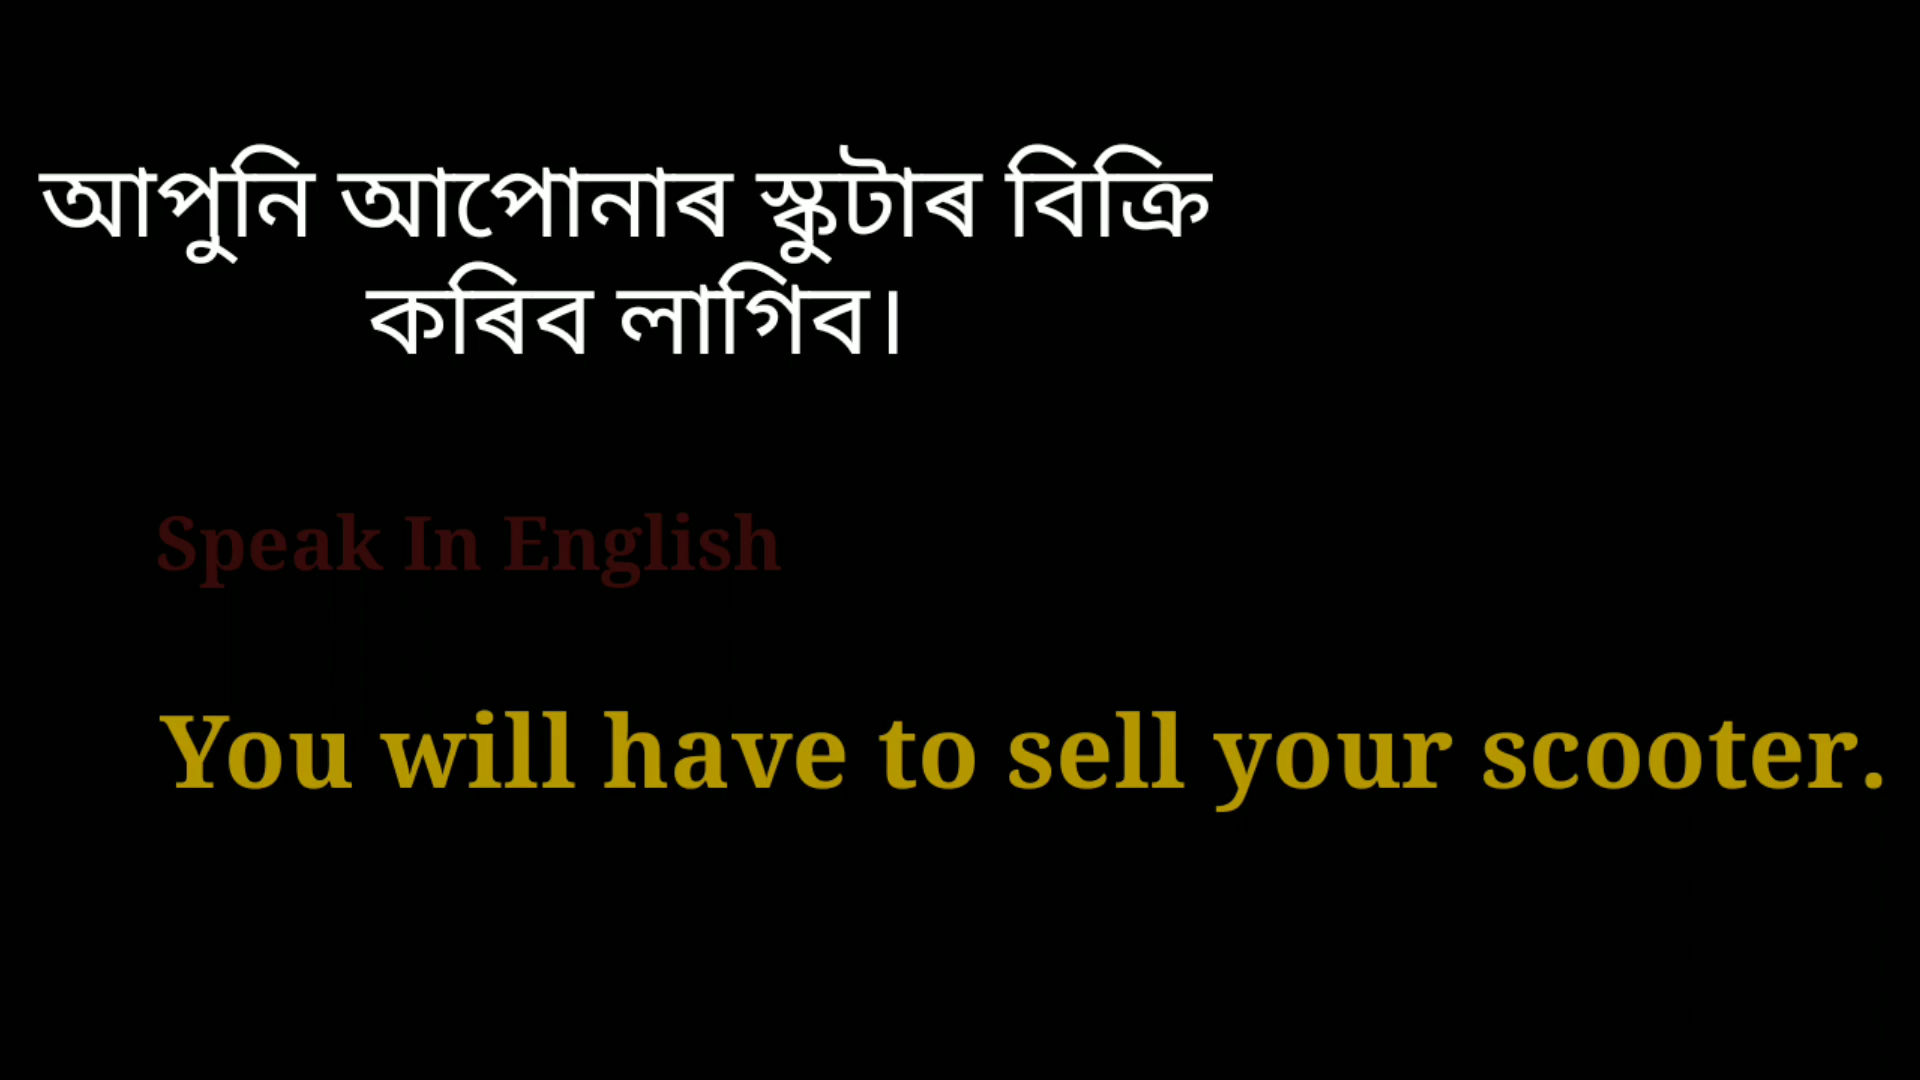 আপুনি আপোনাৰ স্কুটাৰ বিক্ৰি
কৰিব লাগিব।
Speak In English
You will have to sell your scooter.